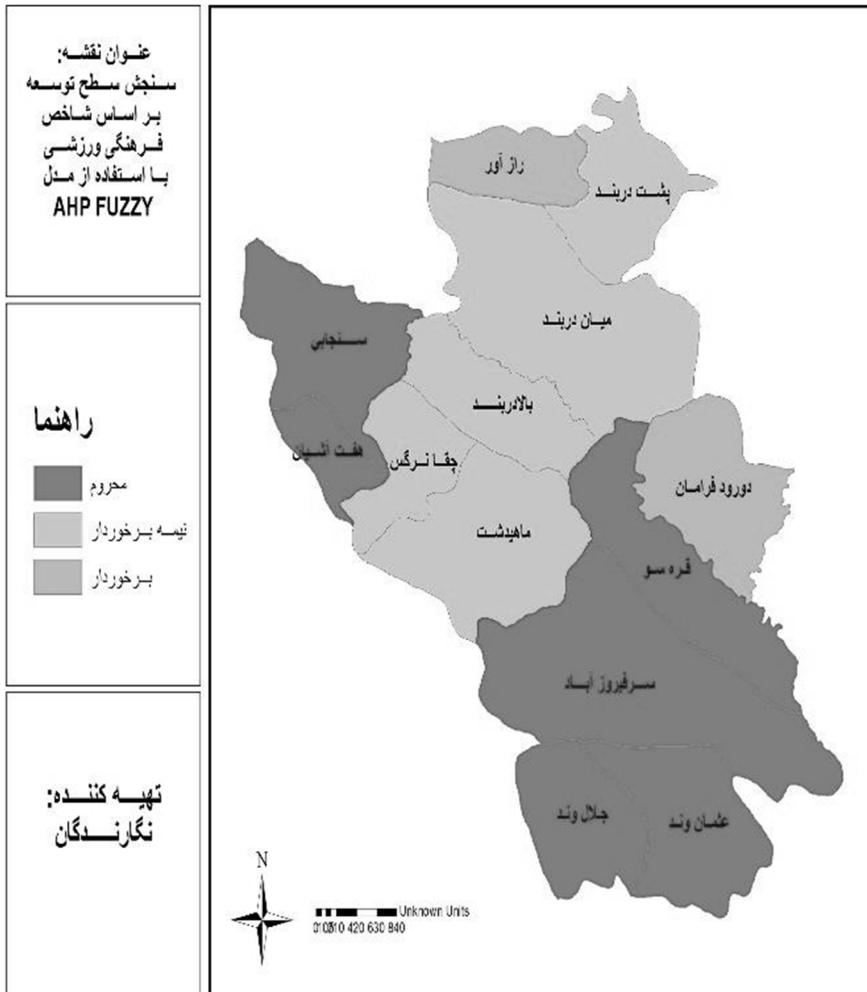 عنوان نقشه:
سنجش سطح توسعه
بر اساس شاخص
فرهنگی ورزشی
با استفاده از مدل
AHP FUZZY
راهنما
محروم
نیمه برخوردار
برخوردار
تهیه کننده:
نگارندگان
راز آور
پشت دربند
میان دربند
سنجابی
بالادربند
هفت آشیان
چقا نرگس
دورود فرامان
ماهیدشت
قره سو
سرفیروز آباد
جلال وند
عثمان وند
N
Unknown Units
420 630 840